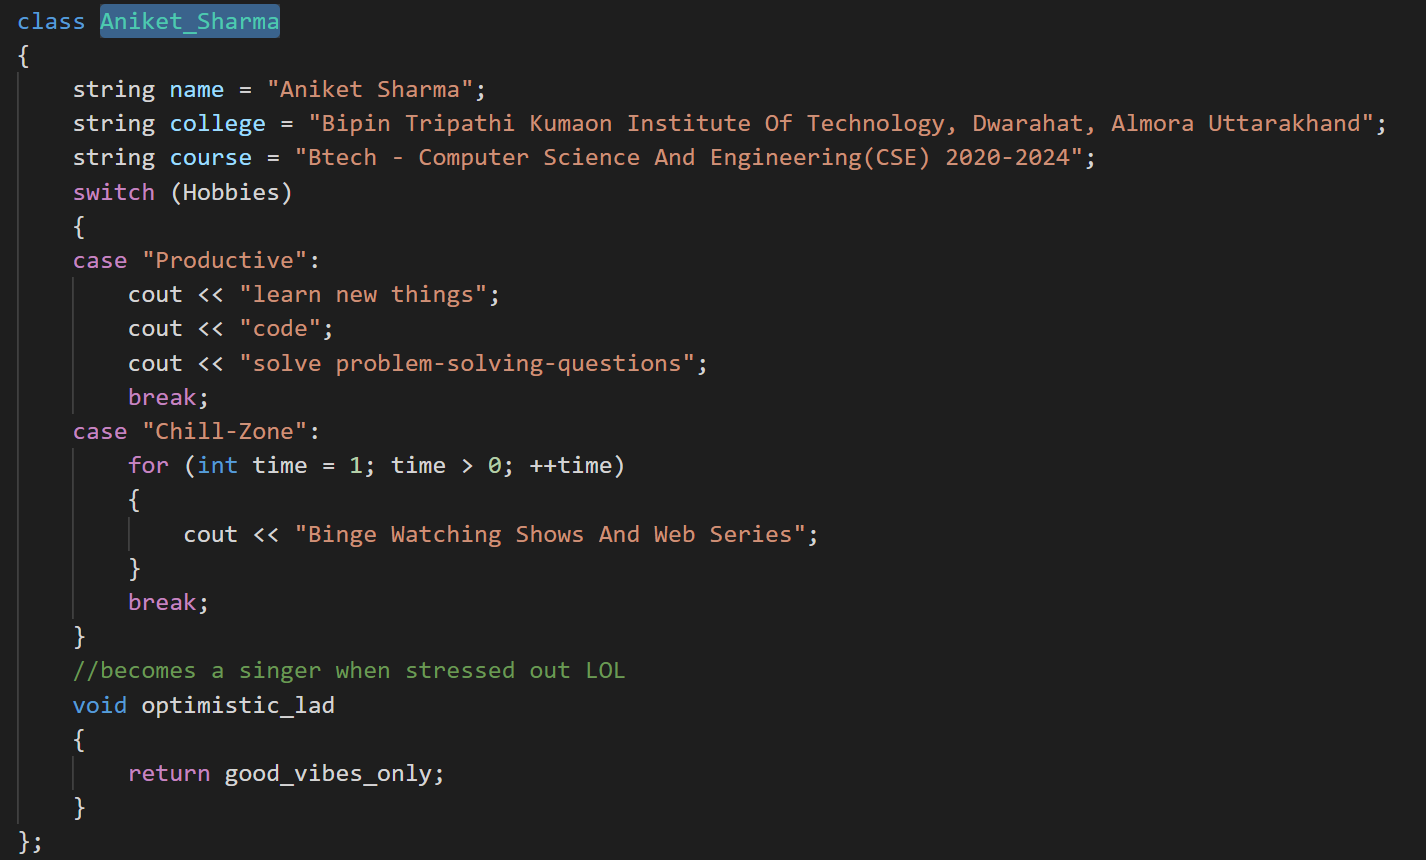 class Aniket_Sharma
{
    string name = "Aniket Sharma";
    string college = "Bipin Tripathi Kumaon Institute Of Technology, Dwarahat, Almora Uttarakhand";
    string course = "Btech - Computer Science And Engineering(CSE) 2020-2024";
    switch (Hobbies)
    {
    case "Productive":
        cout << "learn new things";
        cout << "code";
        cout << "solve problem-solving-questions";
        break;
    case "Chill-Zone":
        for (int time = 1; time > 0; ++time)
        {
            cout << "Binge Watching Shows And Web Series";
        }
        break;
    }
    //becomes a singer when stressed out LOL
    void optimistic_lad
    {
        return good_vibes_only;
    }
};